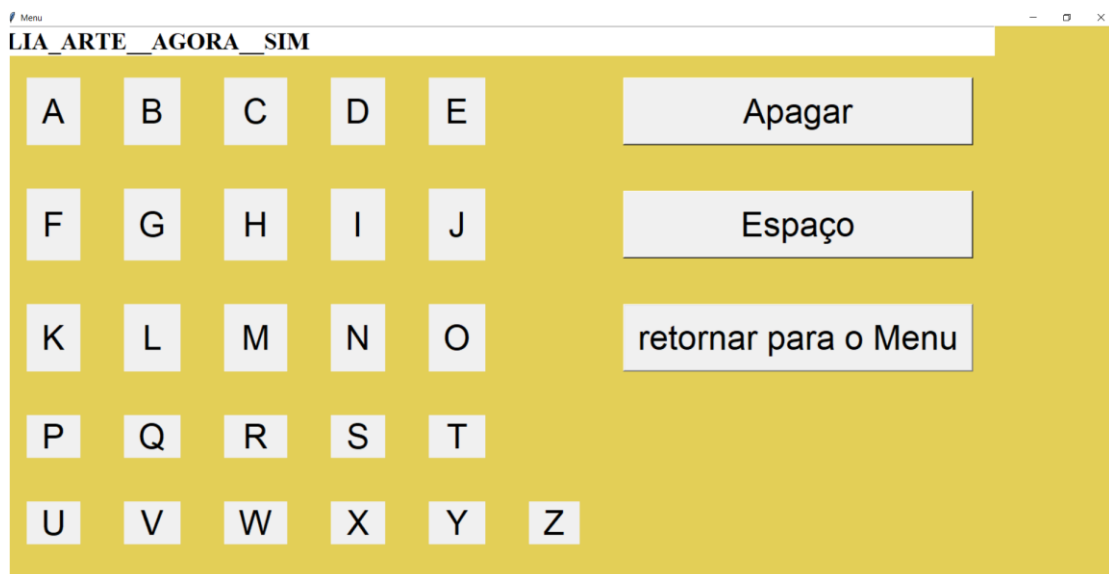 Menu
LIA_ARTE__AGORA__SIM
A B C D E Apagar
F G H I J Espaço
K L M N O retornar para o Menu
P Q R S T
U V W X Y Z